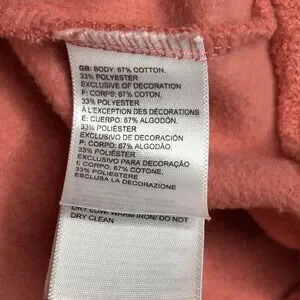 GB: BODY: 67% COTTON.
33% POLYESTER
EXCLUSIVE OF DECORATION
F: CORPS: 67% COTON.
33% POLYESTER
À L'EXCEPTION DES DÉCORATIONS
E: CUERPO: 67% ALGODÓN.
33% POLIÉSTER
EXCLUSIVO DE DECORACIÓN
P: CORPO: 67% ALGODÃO.
33% POLIÉSTER
EXCLUSIVO PARA DECORAÇÃO
I: CORPO: 67% COTONE.
33% POLIESTERE
ESCLUSA LA DECORAZIONE
DRY LOW/ WARM IRON/ DO NOT
DRY CLEAN